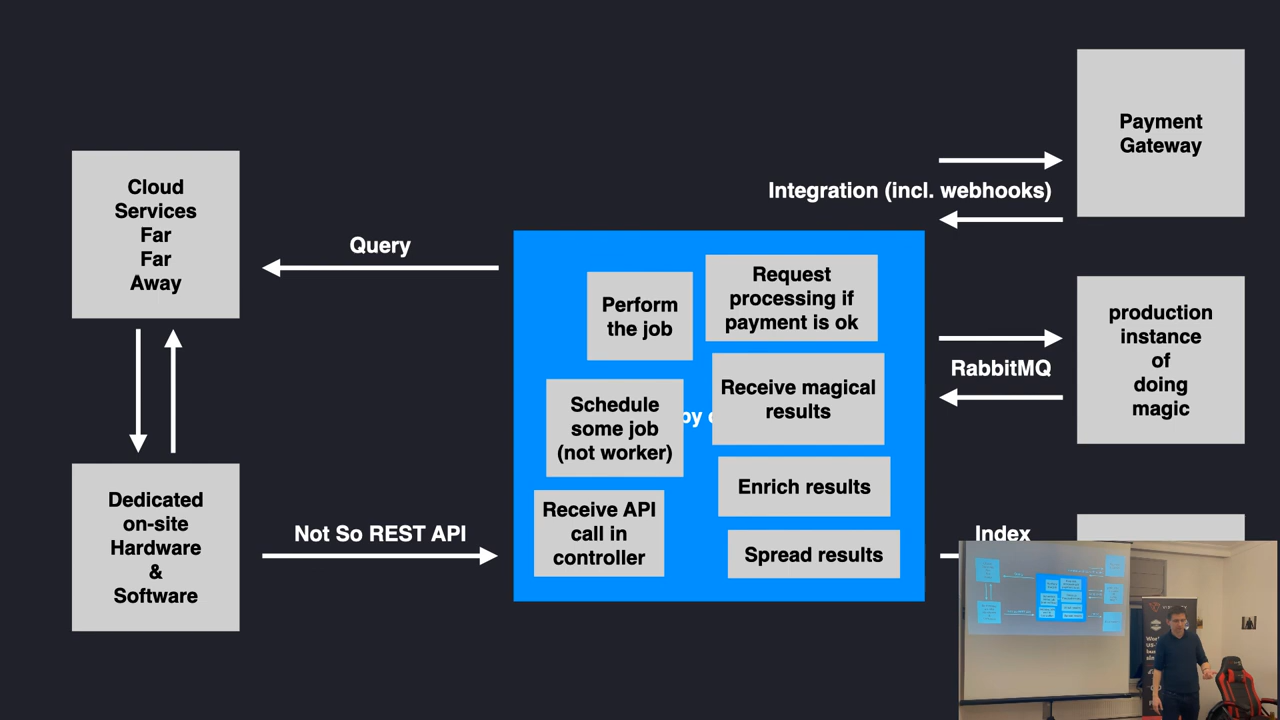 Payment
Gateway
Integration (incl. webhooks)
Cloud
Services
Far
Far
Away
Query
Perform
the job
Request
processing if
payment is ok
production
instance
of
doing
magic
RabbitMQ
Receive magical
results
Schedule
some job
(not worker)
by
Enrich results
Dedicated
on-site
Hardware
&
Software
Not So REST API
Receive API
call in
controller
Spread results
Index